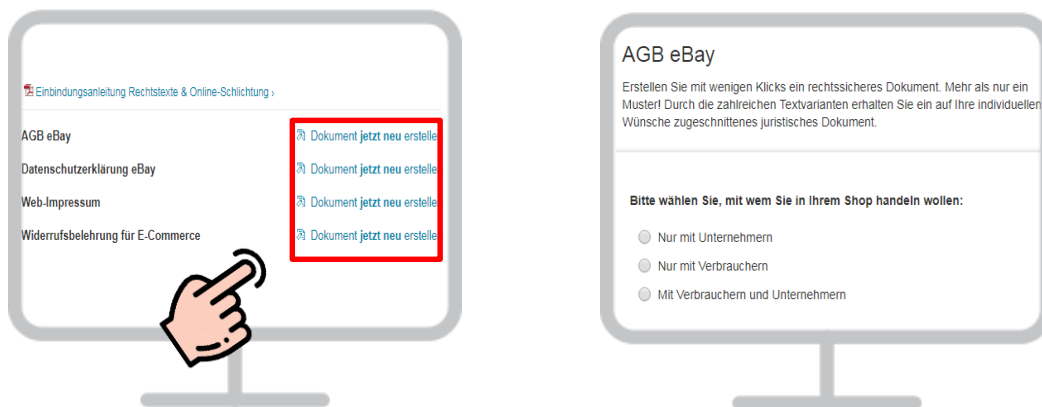 Einbindungsanleitung Rechtstexte & Online-Schlichtung ›
AGB eBay
Dokument jetzt neu erstelle
Datenschutzerklärung eBay
Dokument jetzt neu erstelle
Web-Impressum
Dokument jetzt neu erstelle
Widerrufsbelehrung für E-Commerce
Dokument jetzt neu erstelle
AGB eBay
Erstellen Sie mit wenigen Klicks ein rechtssicheres Dokument. Mehr als nur ein
Muster! Durch die zahlreichen Textvarianten erhalten Sie ein auf Ihre individuellen
Wünsche zugeschnittenes juristisches Dokument.
Bitte wählen Sie, mit wem Sie in Ihrem Shop handeln wollen:
Nur mit Unternehmern
Nur mit Verbrauchern
Mit Verbrauchern und Unternehmern